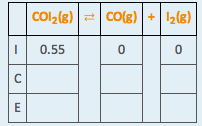 COI₂(g) ⇄ CO(g) + I₂(g)
I 0.55 0 0
C
E